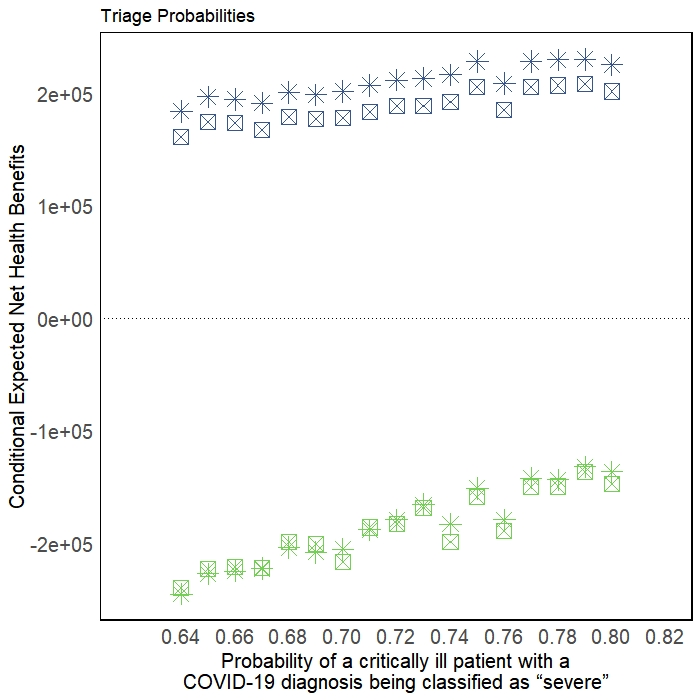 Triage Probabilities
Conditional Expected Net Health Benefits
2e+05
1e+05
0e+00
-1e+05
-2e+05
0.64 0.66 0.68 0.70 0.72 0.74 0.76 0.78 0.80 0.82
Probability of a critically ill patient with a
COVID-19 diagnosis being classified as “severe”